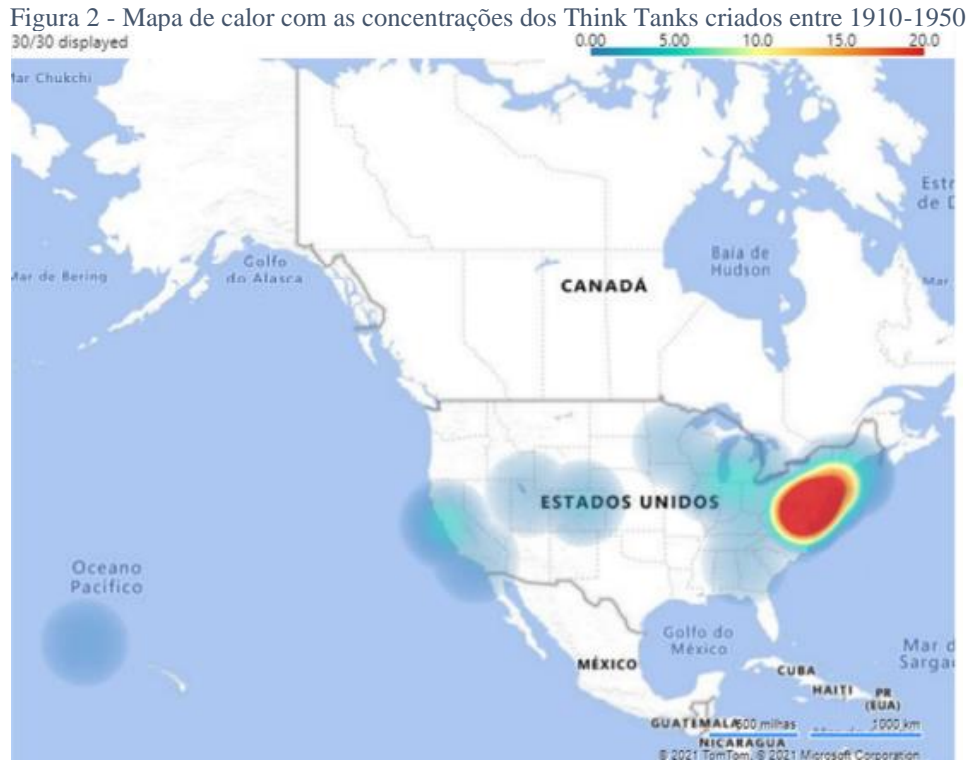 Figura 2 - Mapa de calor com as concentrações dos Think Tanks criados entre 1910-1950
30/30 displayed
0.00 5.00 10.0 15.0 20.0
Mar Chukchi
Estr
de D
Golfo
do Alasca
Baía de
Hudson
Mar de Bering
Mar
CANADÁ
ESTADOS UNIDOS
Oceano
Pacífico
Golfo do
México
Mar d
Sarga
MÉXICO
CUBA
HAITI
PR
(EUA)
GUATEMALA
500 milhas
1000 km
NICARÁGUA
© 2021 TomTom, © 2021 Microsoft Corporation